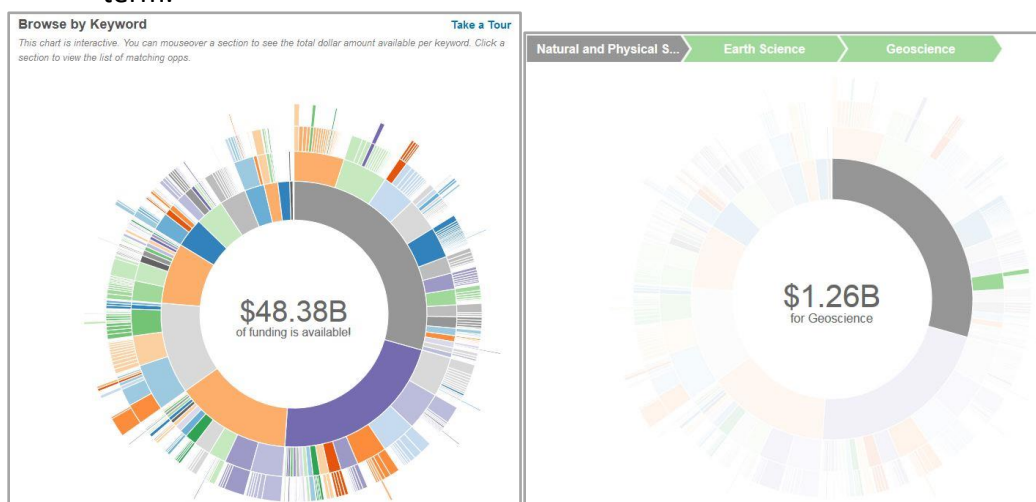 term.
Browse by Keyword
Take a Tour
This chart is interactive. You can mouseover a section to see the total dollar amount available per keyword. Click a
section to view the list of matching opps.
$48.38B
of funding is available!
Natural and Physical S...
Earth Science
Geoscience
$1.26B
for Geoscience